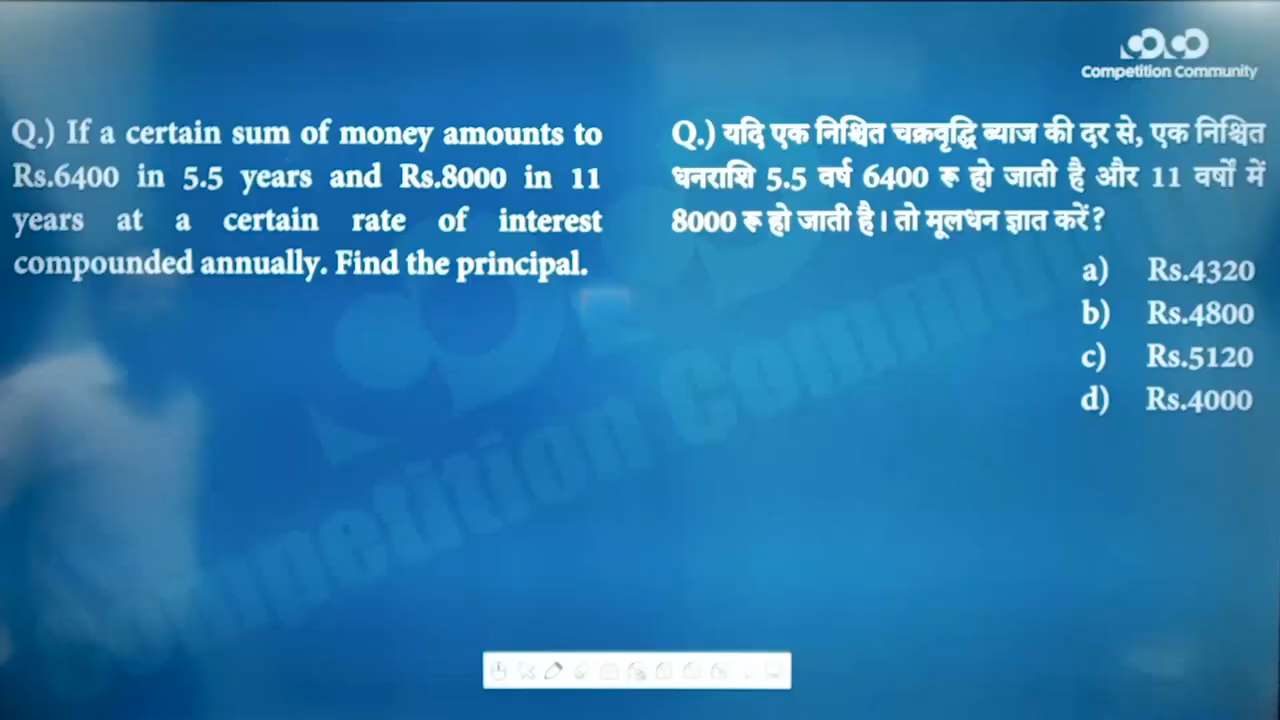 Competition Community
Q.) If a certain sum of money amounts to
Rs.6400 in 5.5 years and Rs.8000 in 11
years at a certain rate of interest
compounded annually. Find the principal.
Q.) यदि एक निश्चित चक्रवृद्धि ब्याज की दर से, एक निश्चित
धनराशि 5.5 वर्ष 6400 रू हो जाती है और 11 वर्षों में
8000 रू हो जाती है। तो मूलधन ज्ञात करें?
a) Rs.4320
b) Rs.4800
c) Rs.5120
d) Rs.4000
Competition Community